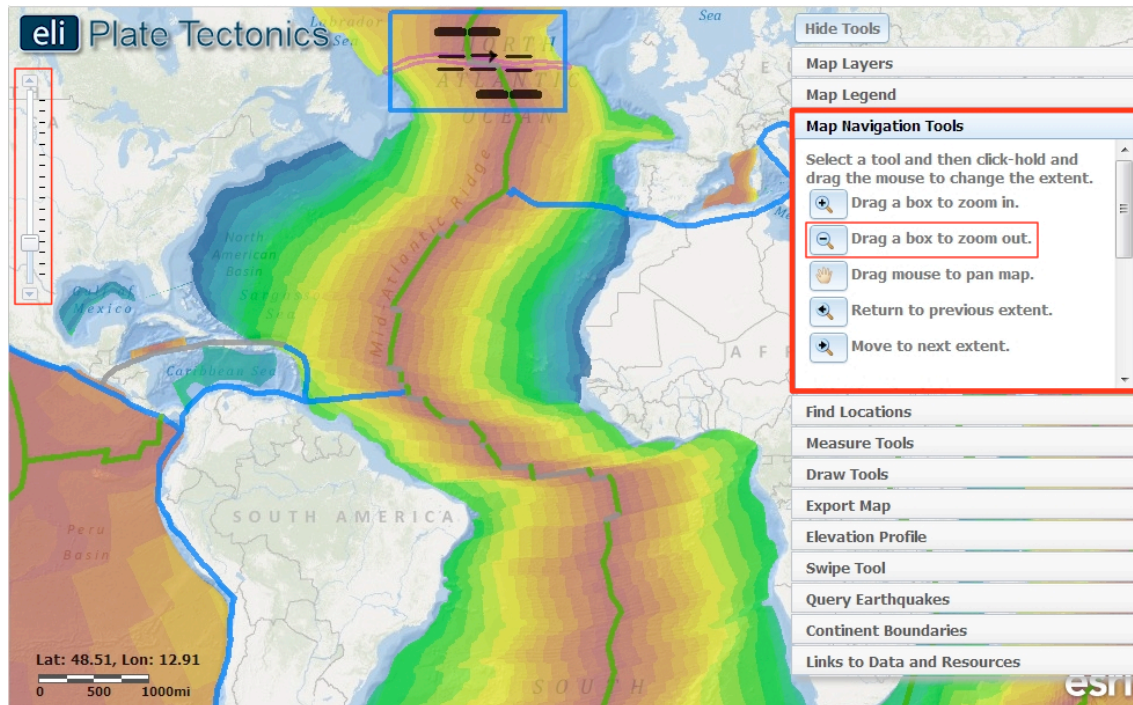 eli Plate Tectonics
Labrador
Sea
Sea
NORTH
ATLANTIC
OCEAN
Mid-Atlantic Ridge
North
American
Basin
Sargasso
Sea
Gulf of
Mexico
Caribbean Sea
SOUTH AMERICA
Peru
Basin
SOUTH
Lat: 48.51, Lon: 12.91
0 500 1000mi
Hide Tools
Map Layers
Map Legend
Map Navigation Tools
Select a tool and then click-hold and
drag the mouse to change the extent.
Drag a box to zoom in.
Drag a box to zoom out.
Drag mouse to pan map.
Return to previous extent.
Move to next extent.
Find Locations
Measure Tools
Draw Tools
Export Map
Elevation Profile
Swipe Tool
Query Earthquakes
Continent Boundaries
Links to Data and Resources
esri